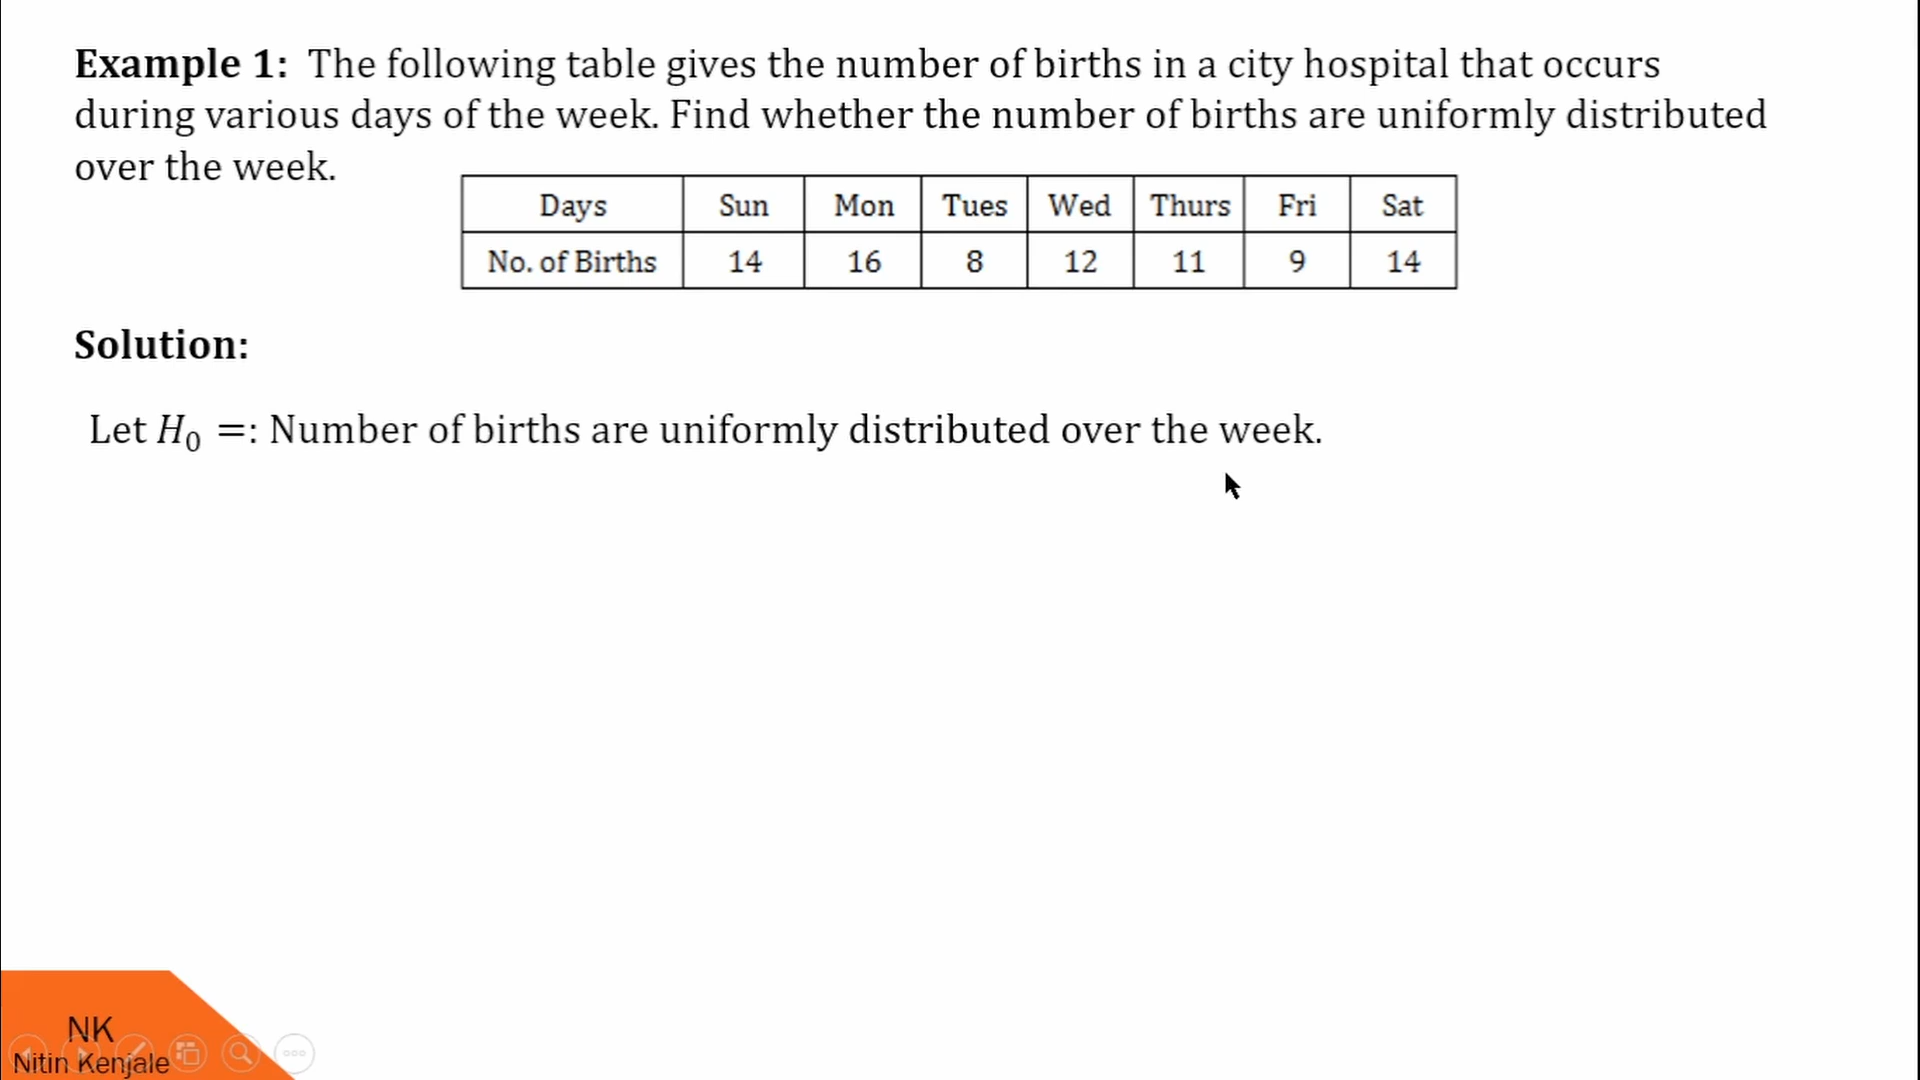 Example 1: The following table gives the number of births in a city hospital that occurs
during various days of the week. Find whether the number of births are uniformly distributed
over the week.
Days Sun Mon Tues Wed Thurs Fri Sat
No. of Births 14 16 8 12 11 9 14
Solution:
Let H₀ =: Number of births are uniformly distributed over the week.
NK
Nitin Kenjale